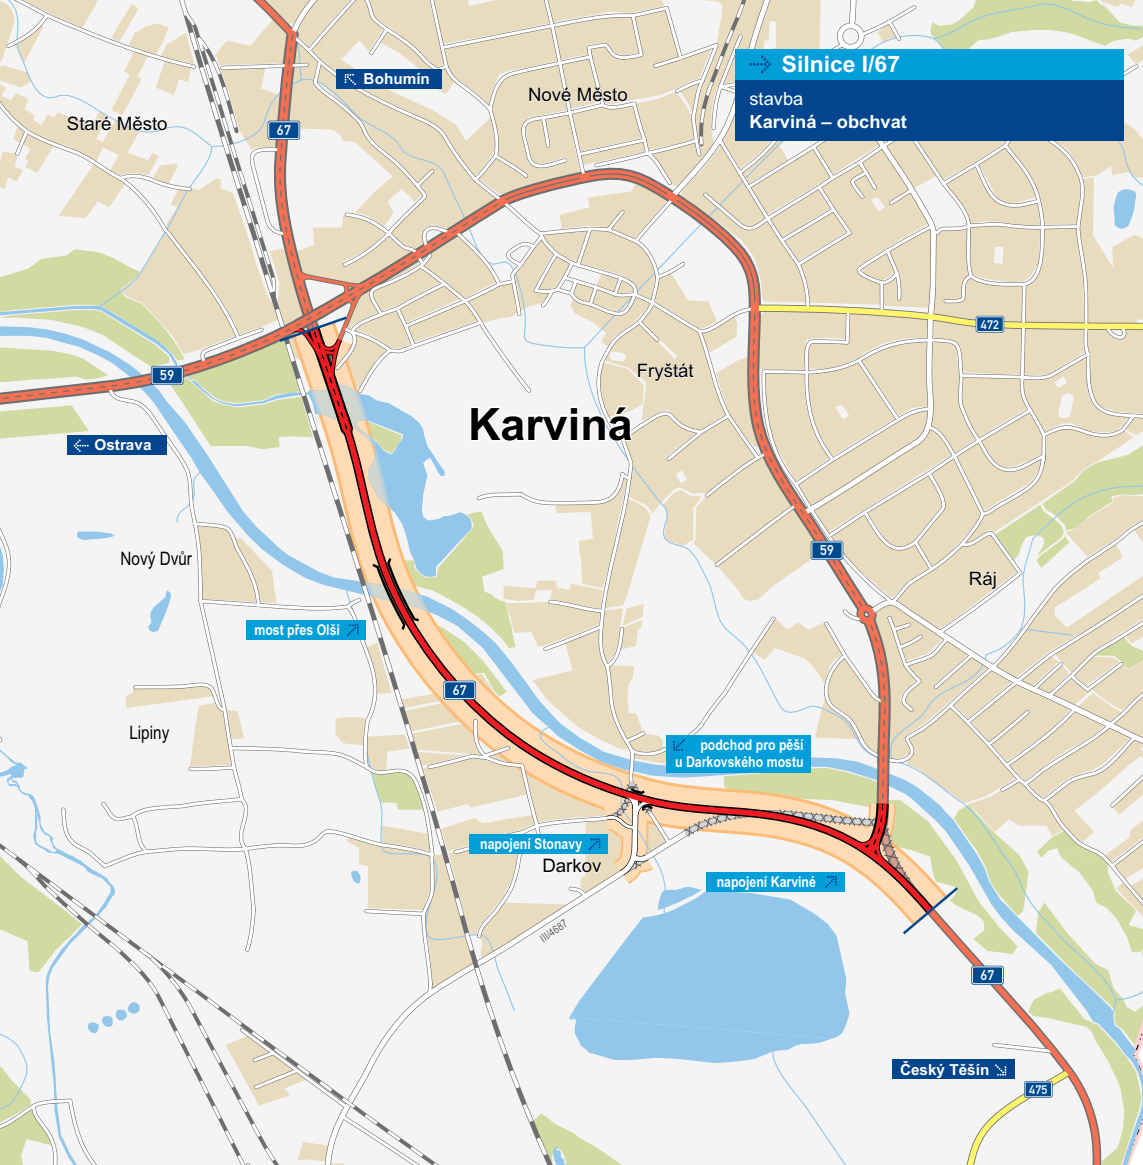 Silnice I/67
stavba
Karviná – obchvat
Bohumín
Nové Město
Staré Město
67
472
59
Fryštát
Karviná
Ostrava
59
Nový Dvůr
Ráj
most přes Olši
67
Lipiny
podchod pro pěší
u Darkovského mostu
napojení Stonavy
Darkov
napojení Karviné
III/4687
67
Český Těšín
475